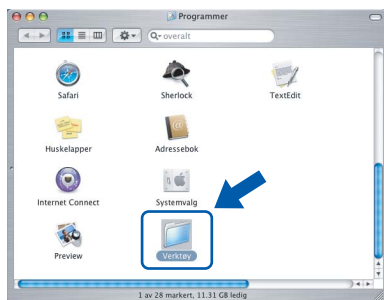 Programmer
overalt
Safari
Sherlock
TextEdit
Huskelapper
Adressebok
Internet Connect
Systemvalg
Preview
Verktøy
1 av 28 markert, 11.31 GB ledig